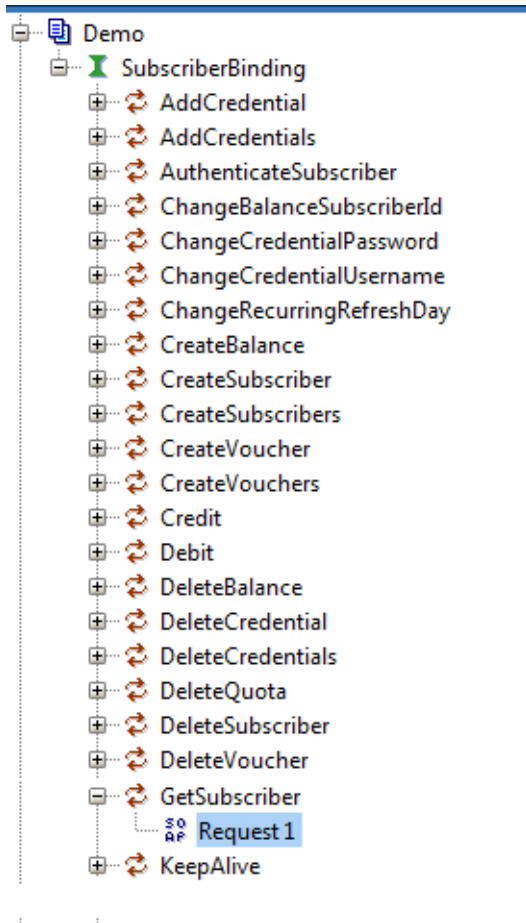 Demo
SubscriberBinding
AddCredential
AddCredentials
AuthenticateSubscriber
ChangeBalanceSubscriberId
ChangeCredentialPassword
ChangeCredentialUsername
ChangeRecurringRefreshDay
CreateBalance
CreateSubscriber
CreateSubscribers
CreateVoucher
CreateVouchers
Credit
Debit
DeleteBalance
DeleteCredential
DeleteCredentials
DeleteQuota
DeleteSubscriber
DeleteVoucher
GetSubscriber
SOAP Request 1
KeepAlive